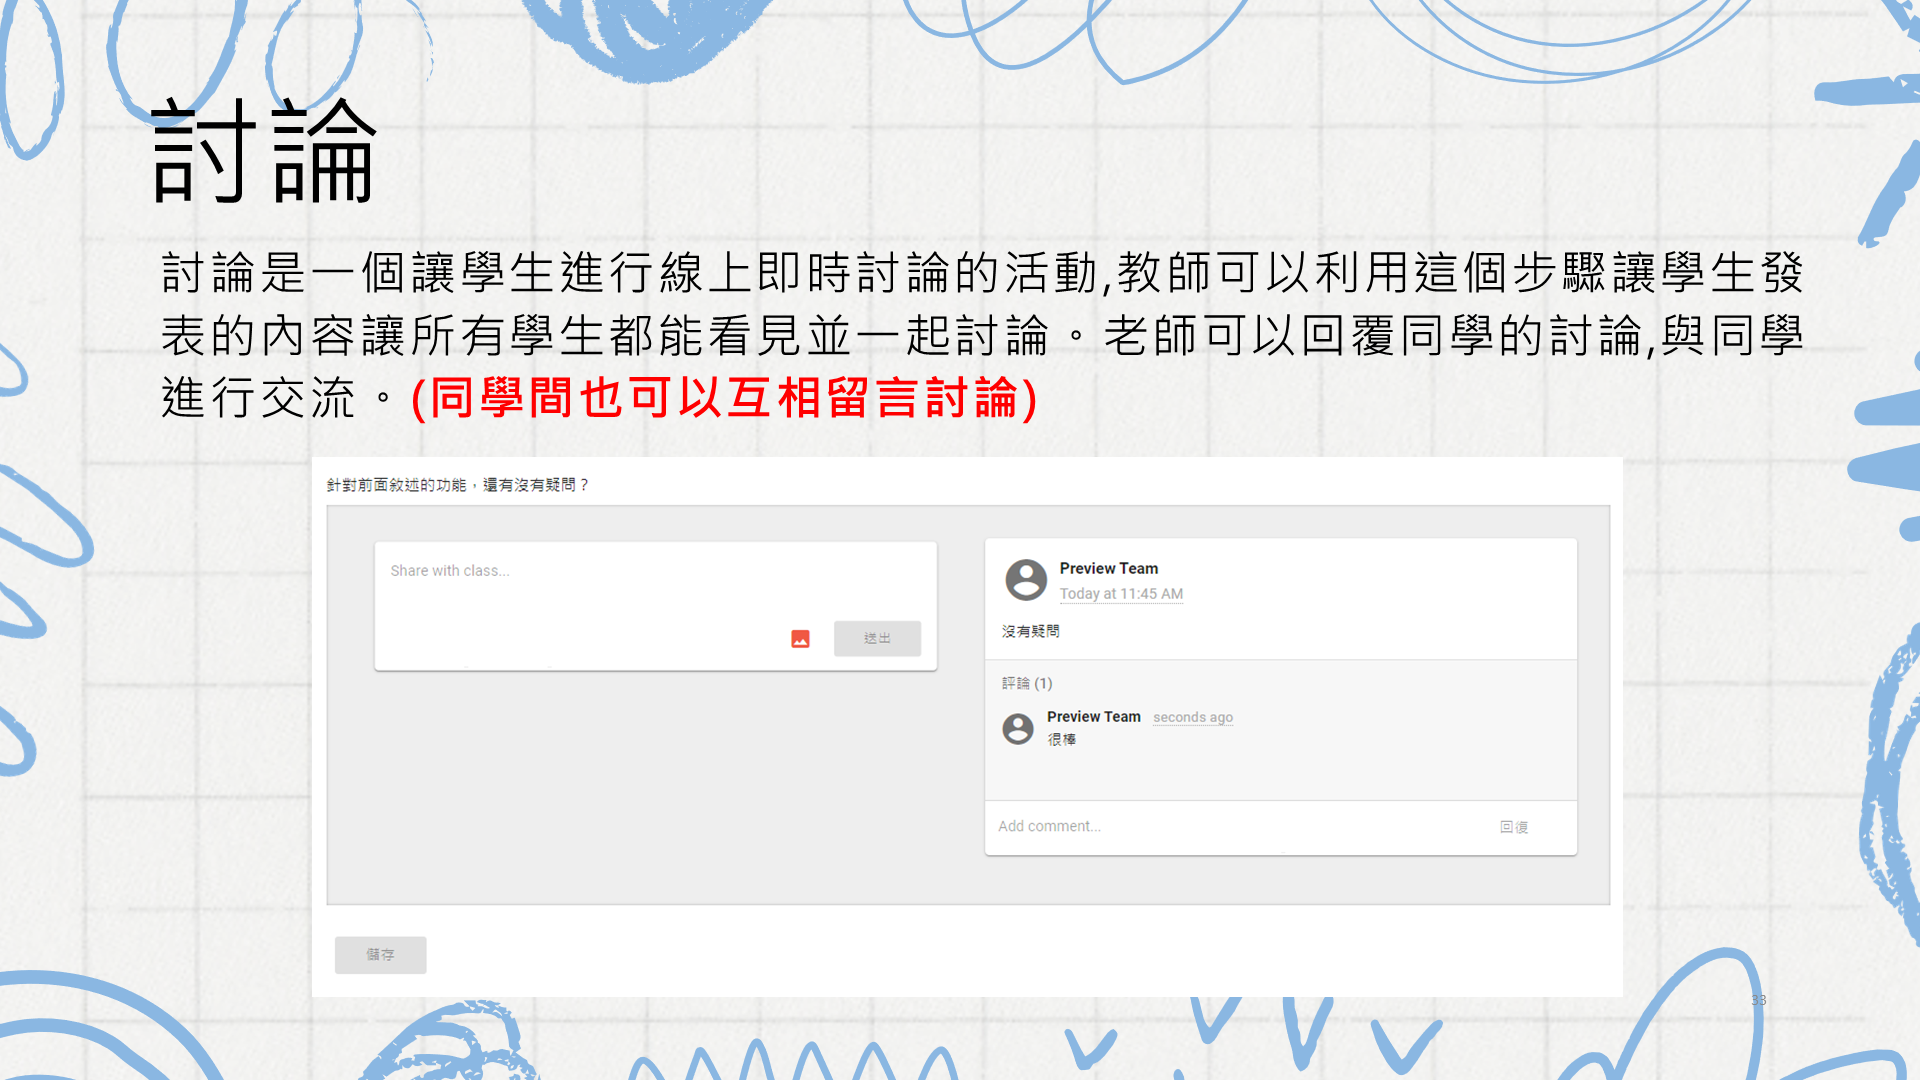 討論
討論是一個讓學生進行線上即時討論的活動,教師可以利用這個步驟讓學生發
表的內容讓所有學生都能看見並一起討論。老師可以回覆同學的討論,與同學
進行交流。(同學間也可以互相留言討論)
針對前面敘述的功能，還有沒有疑問？
Share with class...
送出
Preview Team
Today at 11:45 AM
沒有疑問
評論 (1)
Preview Team seconds ago
很棒
Add comment...
回復
儲存
33